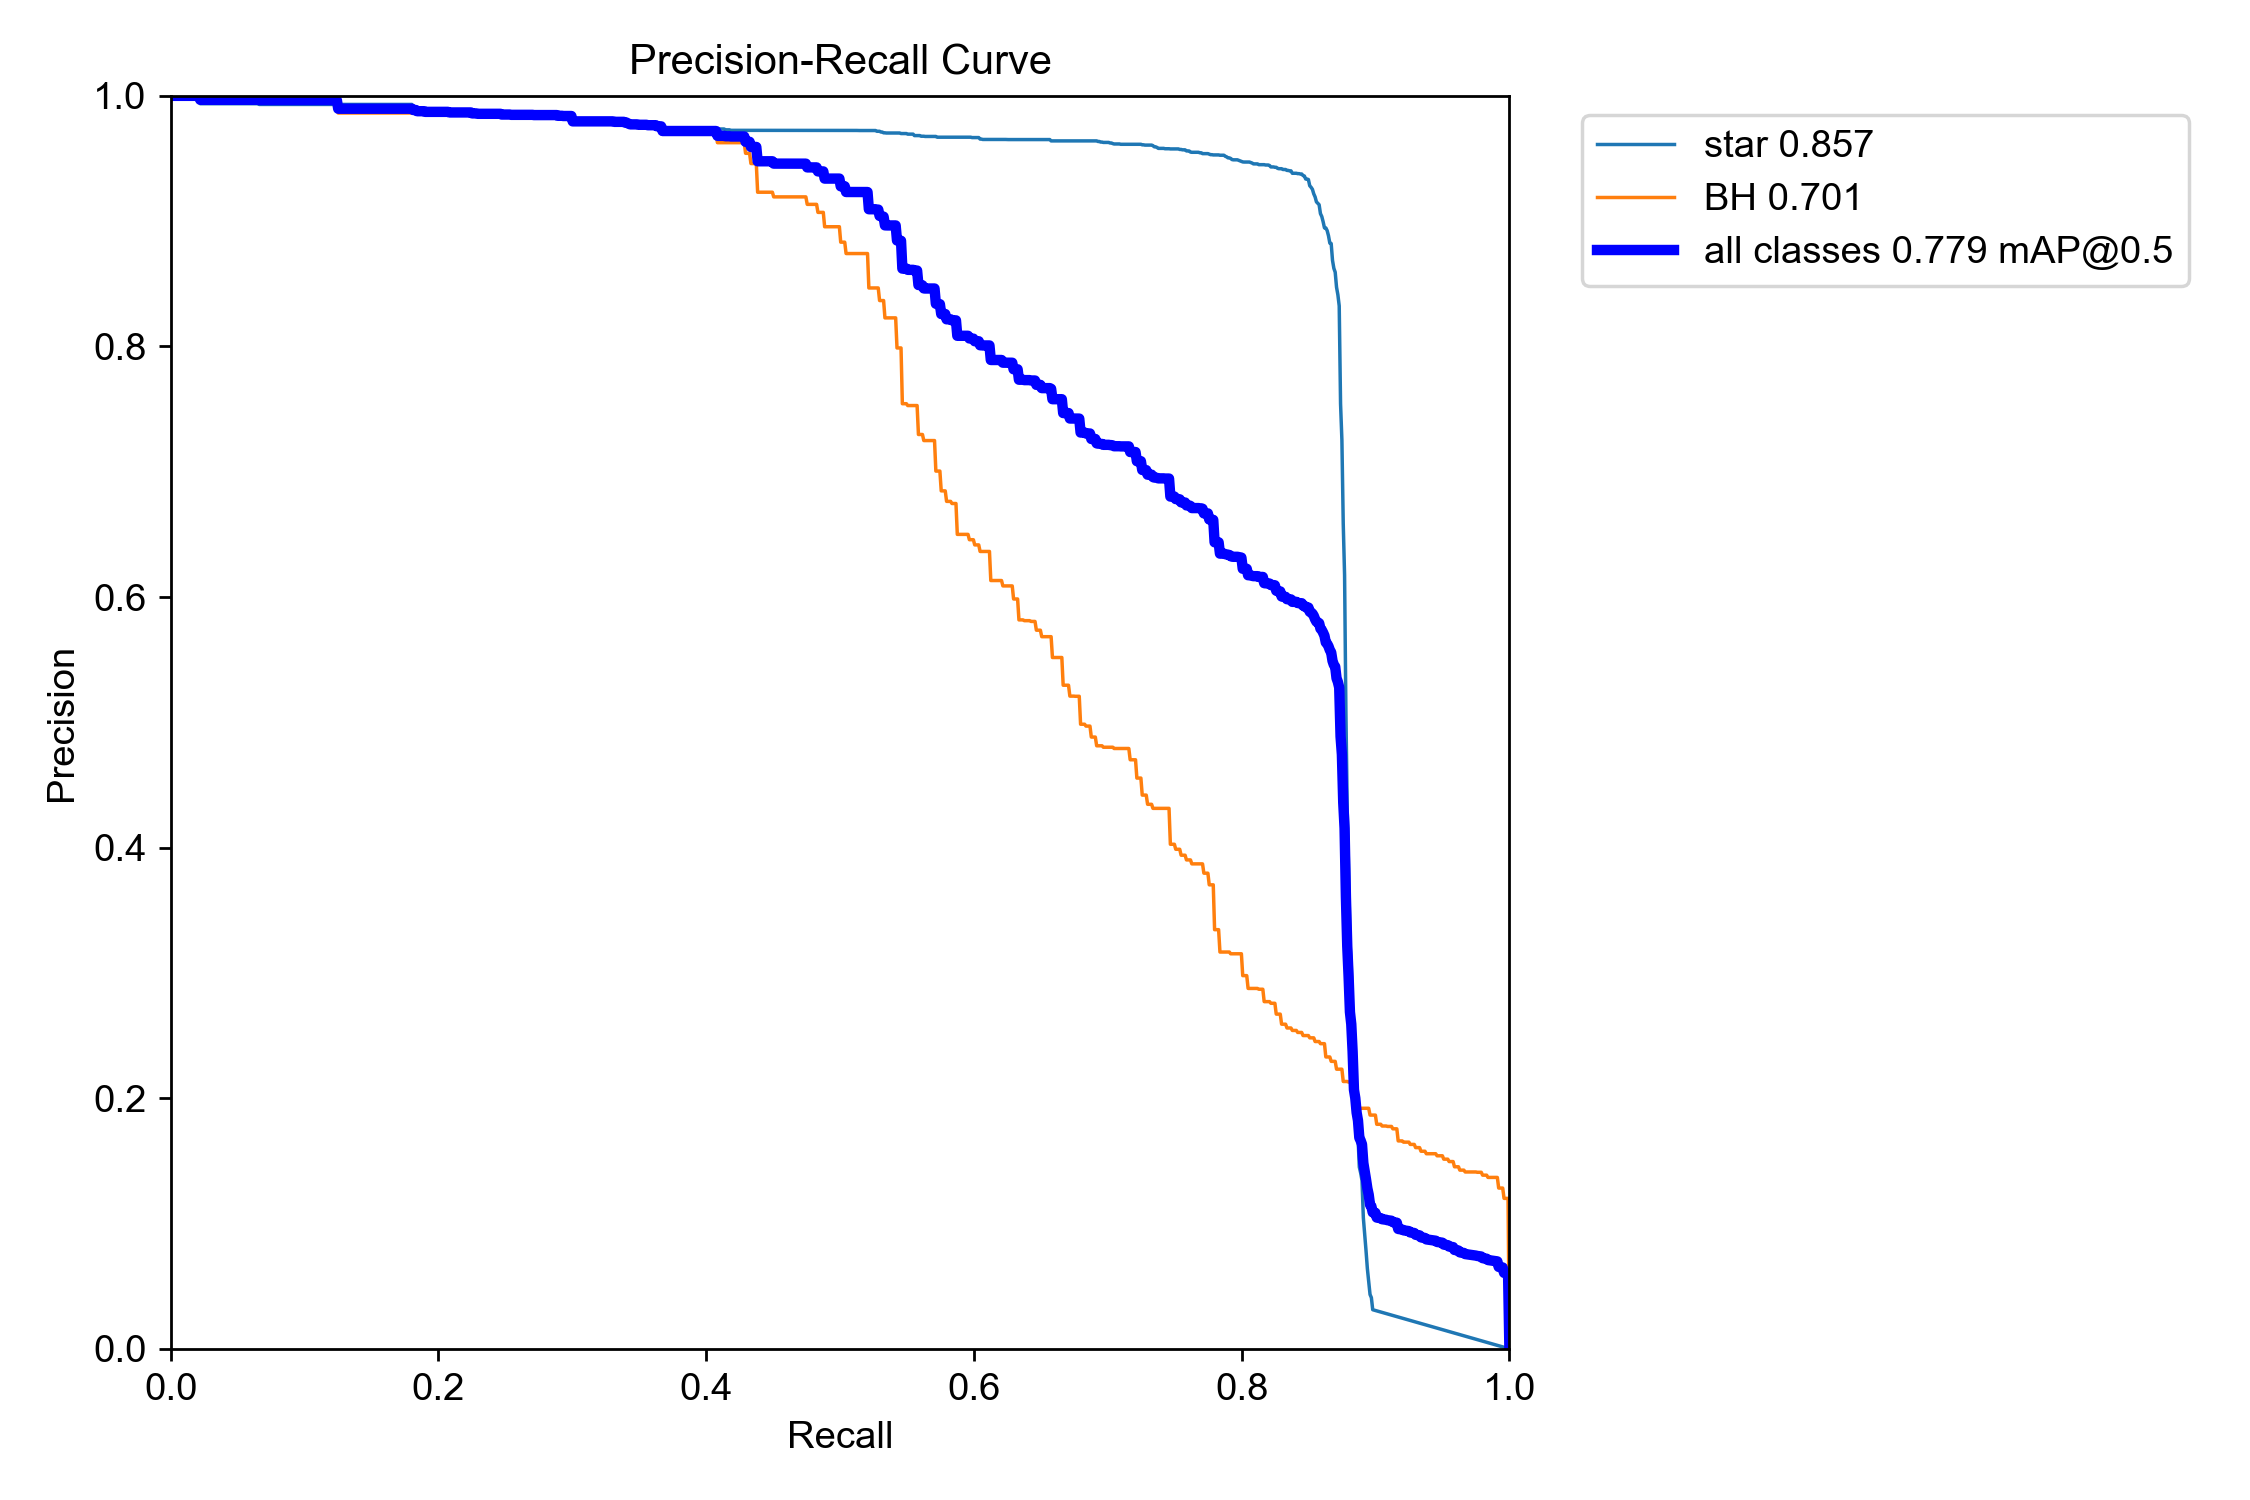 Precision-Recall Curve
star 0.857
BH 0.701
all classes 0.779 mAP@0.5
1.0
0.8
0.6
0.4
0.2
0.0
Precision
0.0 0.2 0.4 0.6 0.8 1.0
Recall